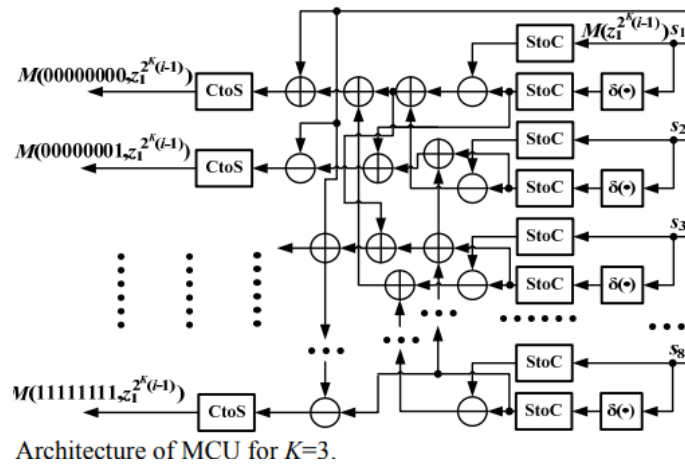 StoC M(z₁^{2^K(i-1)}) s₁
M(00000000,z₁^{2^K(i-1)}) CtoS StoC δ(•)
StoC s₂
M(00000001,z₁^{2^K(i-1)}) CtoS StoC δ(•)
StoC s₃
StoC δ(•)
StoC s₈
M(11111111,z₁^{2^K(i-1)}) CtoS StoC δ(•)
Architecture of MCU for K=3.